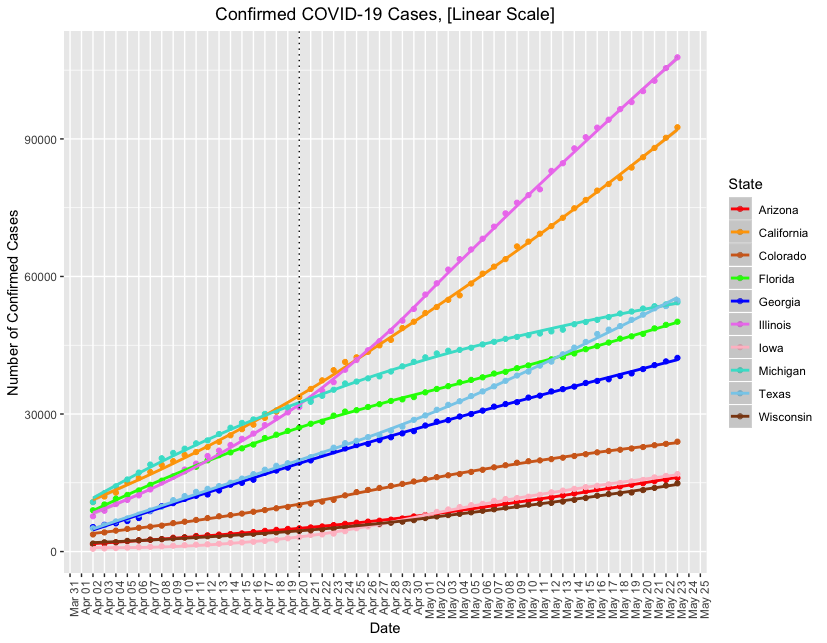 Confirmed COVID-19 Cases, [Linear Scale]
Number of Confirmed Cases
90000
60000
30000
0
Mar 31
Apr 01
Apr 02
Apr 03
Apr 04
Apr 05
Apr 06
Apr 07
Apr 08
Apr 09
Apr 10
Apr 11
Apr 12
Apr 13
Apr 14
Apr 15
Apr 16
Apr 17
Apr 18
Apr 19
Apr 20
Apr 21
Apr 22
Apr 23
Apr 24
Apr 25
Apr 26
Apr 27
Apr 28
Apr 29
Apr 30
May 01
May 02
May 03
May 04
May 05
May 06
May 07
May 08
May 09
May 10
May 11
May 12
May 13
May 14
May 15
May 16
May 17
May 18
May 19
May 20
May 21
May 22
May 23
May 24
May 25
Date
State
Arizona
California
Colorado
Florida
Georgia
Illinois
Iowa
Michigan
Texas
Wisconsin